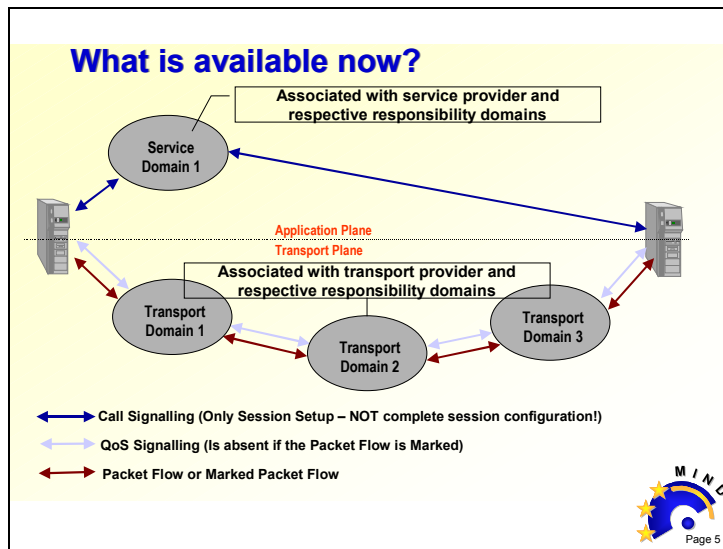 What is available now?
Associated with service provider and
respective responsibility domains
Service
Domain 1
Application Plane
Transport Plane
Associated with transport provider and
respective responsibility domains
Transport
Domain 1
Transport
Domain 2
Transport
Domain 3
Call Signalling (Only Session Setup – NOT complete session configuration!)
QoS Signalling (Is absent if the Packet Flow is Marked)
Packet Flow or Marked Packet Flow
MIND
Page 5